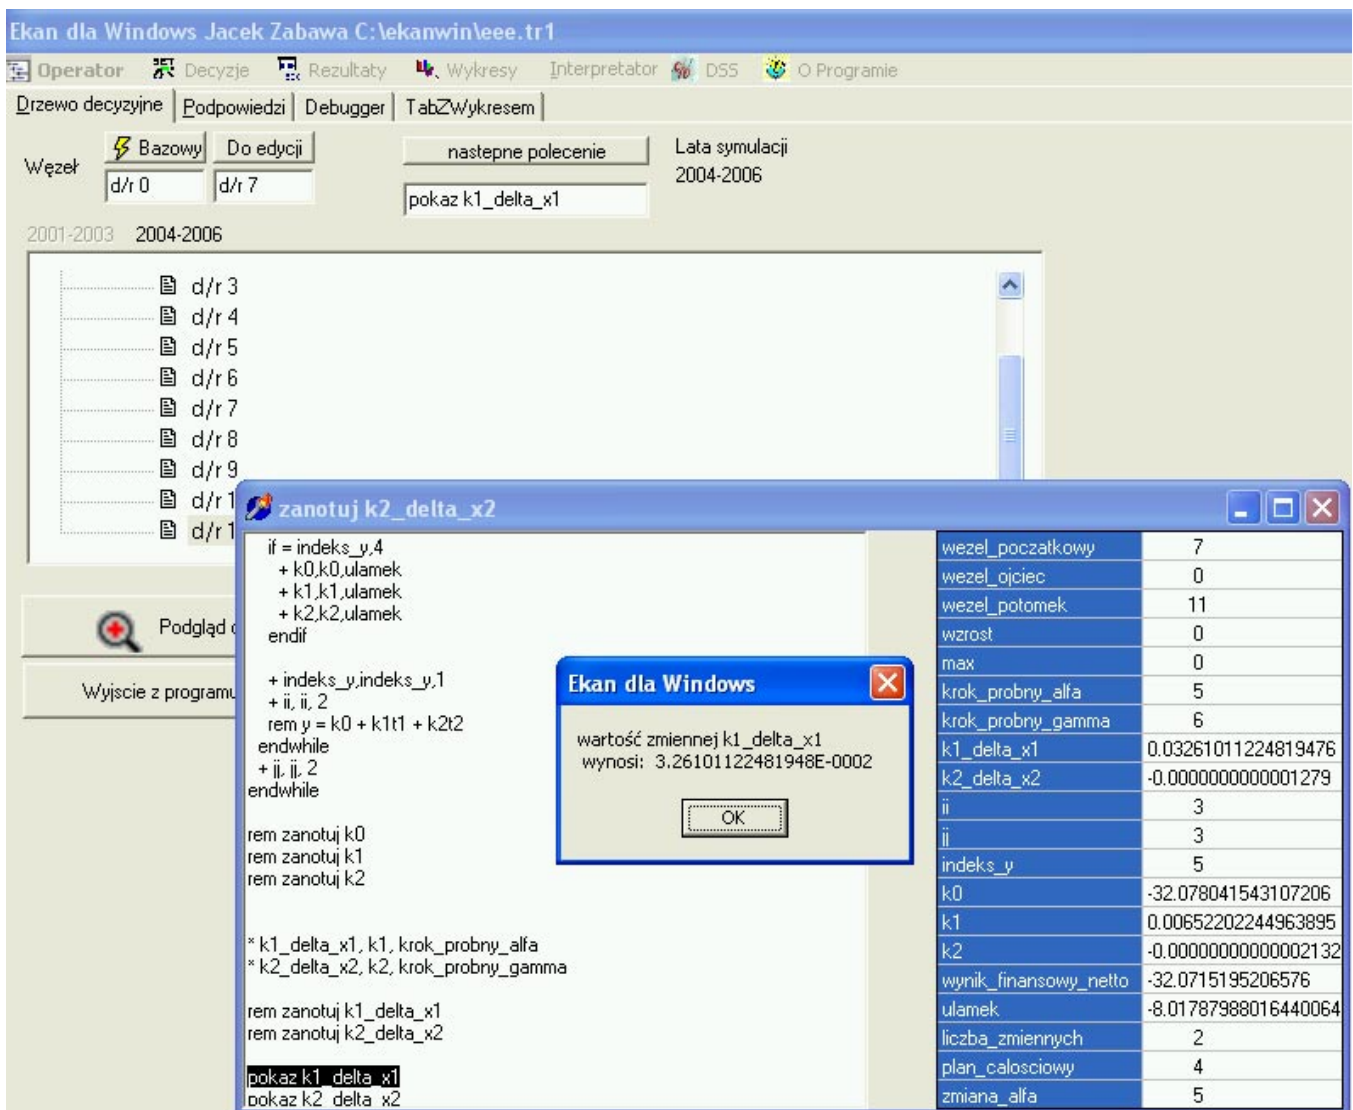 Ekan dla Windows Jacek Zabawa C:\ekanwin\eee.tr1
Operator Decyzje Rezultaty Wykresy Interpretator DSS O Programie
Drzewo decyzyjne Podpowiedzi Debugger TabZWykresem
Węzeł
Bazowy Do edycji
d/r 0 d/r 7
nastepne polecenie
pokaz k1_delta_x1
Lata symulacji
2004-2006
2001-2003 2004-2006
d/r 3
d/r 4
d/r 5
d/r 6
d/r 7
d/r 8
d/r 9
d/r 1
d/r 1
Podgląd
Wyjscie z programu
zanotuj k2_delta_x2
if = indeks_y,4
+ k0,k0,ulamek
+ k1,k1,ulamek
+ k2,k2,ulamek
endif
+ indeks_y,indeks_y,1
+ ii, ii, 2
rem y = k0 + k1t1 + k2t2
endwhile
+ jj, jj, 2
endwhile
rem zanotuj k0
rem zanotuj k1
rem zanotuj k2
* k1_delta_x1, k1, krok_probny_alfa
* k2_delta_x2, k2, krok_probny_gamma
rem zanotuj k1_delta_x1
rem zanotuj k2_delta_x2
pokaz k1_delta_x1
pokaz k2_delta_x2
Ekan dla Windows
wartość zmiennej k1_delta_x1
wynosi: 3.26101122481948E-0002
OK
wezel_poczatkowy 7
wezel_ojciec 0
wezel_potomek 11
wzrost 0
max 0
krok_probny_alfa 5
krok_probny_gamma 6
k1_delta_x1 0.03261011224819476
k2_delta_x2 -0.0000000000001279
ii 3
jj 3
indeks_y 5
k0 -32.078041543107206
k1 0.00652202244963895
k2 -0.00000000000002132
wynik_finansowy_netto -32.0715195206576
ulamek -8.01787988016440064
liczba_zmiennych 2
plan_calosciowy 4
zmiana_alfa 5